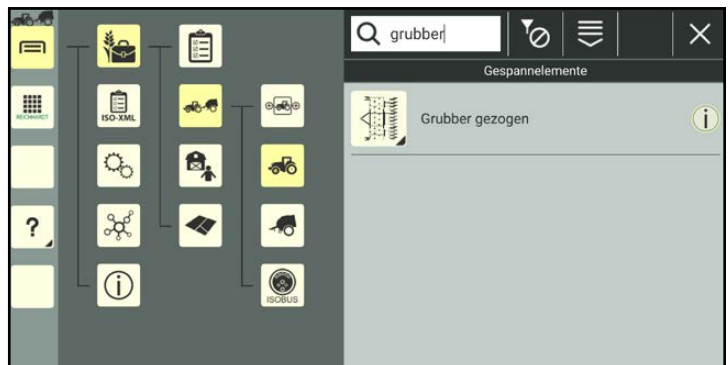 grubber
Gespannelemente
REICHHARDT
ISO-XML
Grubber gezogen
i
?
i
ISOBUS